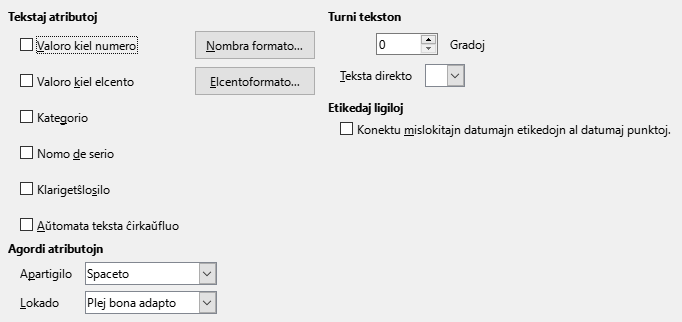 Tekstaj atributoj
Valoro kiel numero
Nombra formato...
Valoro kiel elcento
Elcentoformato...
Kategorio
Nomo de serio
Klarigetŝlosilo
Aŭtomata teksta ĉirkaŭfluo
Agordi atributojn
Apartigilo
Spaceto
Lokado
Plej bona adapto
Turni tekston
0
Gradoj
Teksta direkto
Etikedaj ligiloj
Konektu mislokitajn datumajn etikedojn al datumaj punktoj.